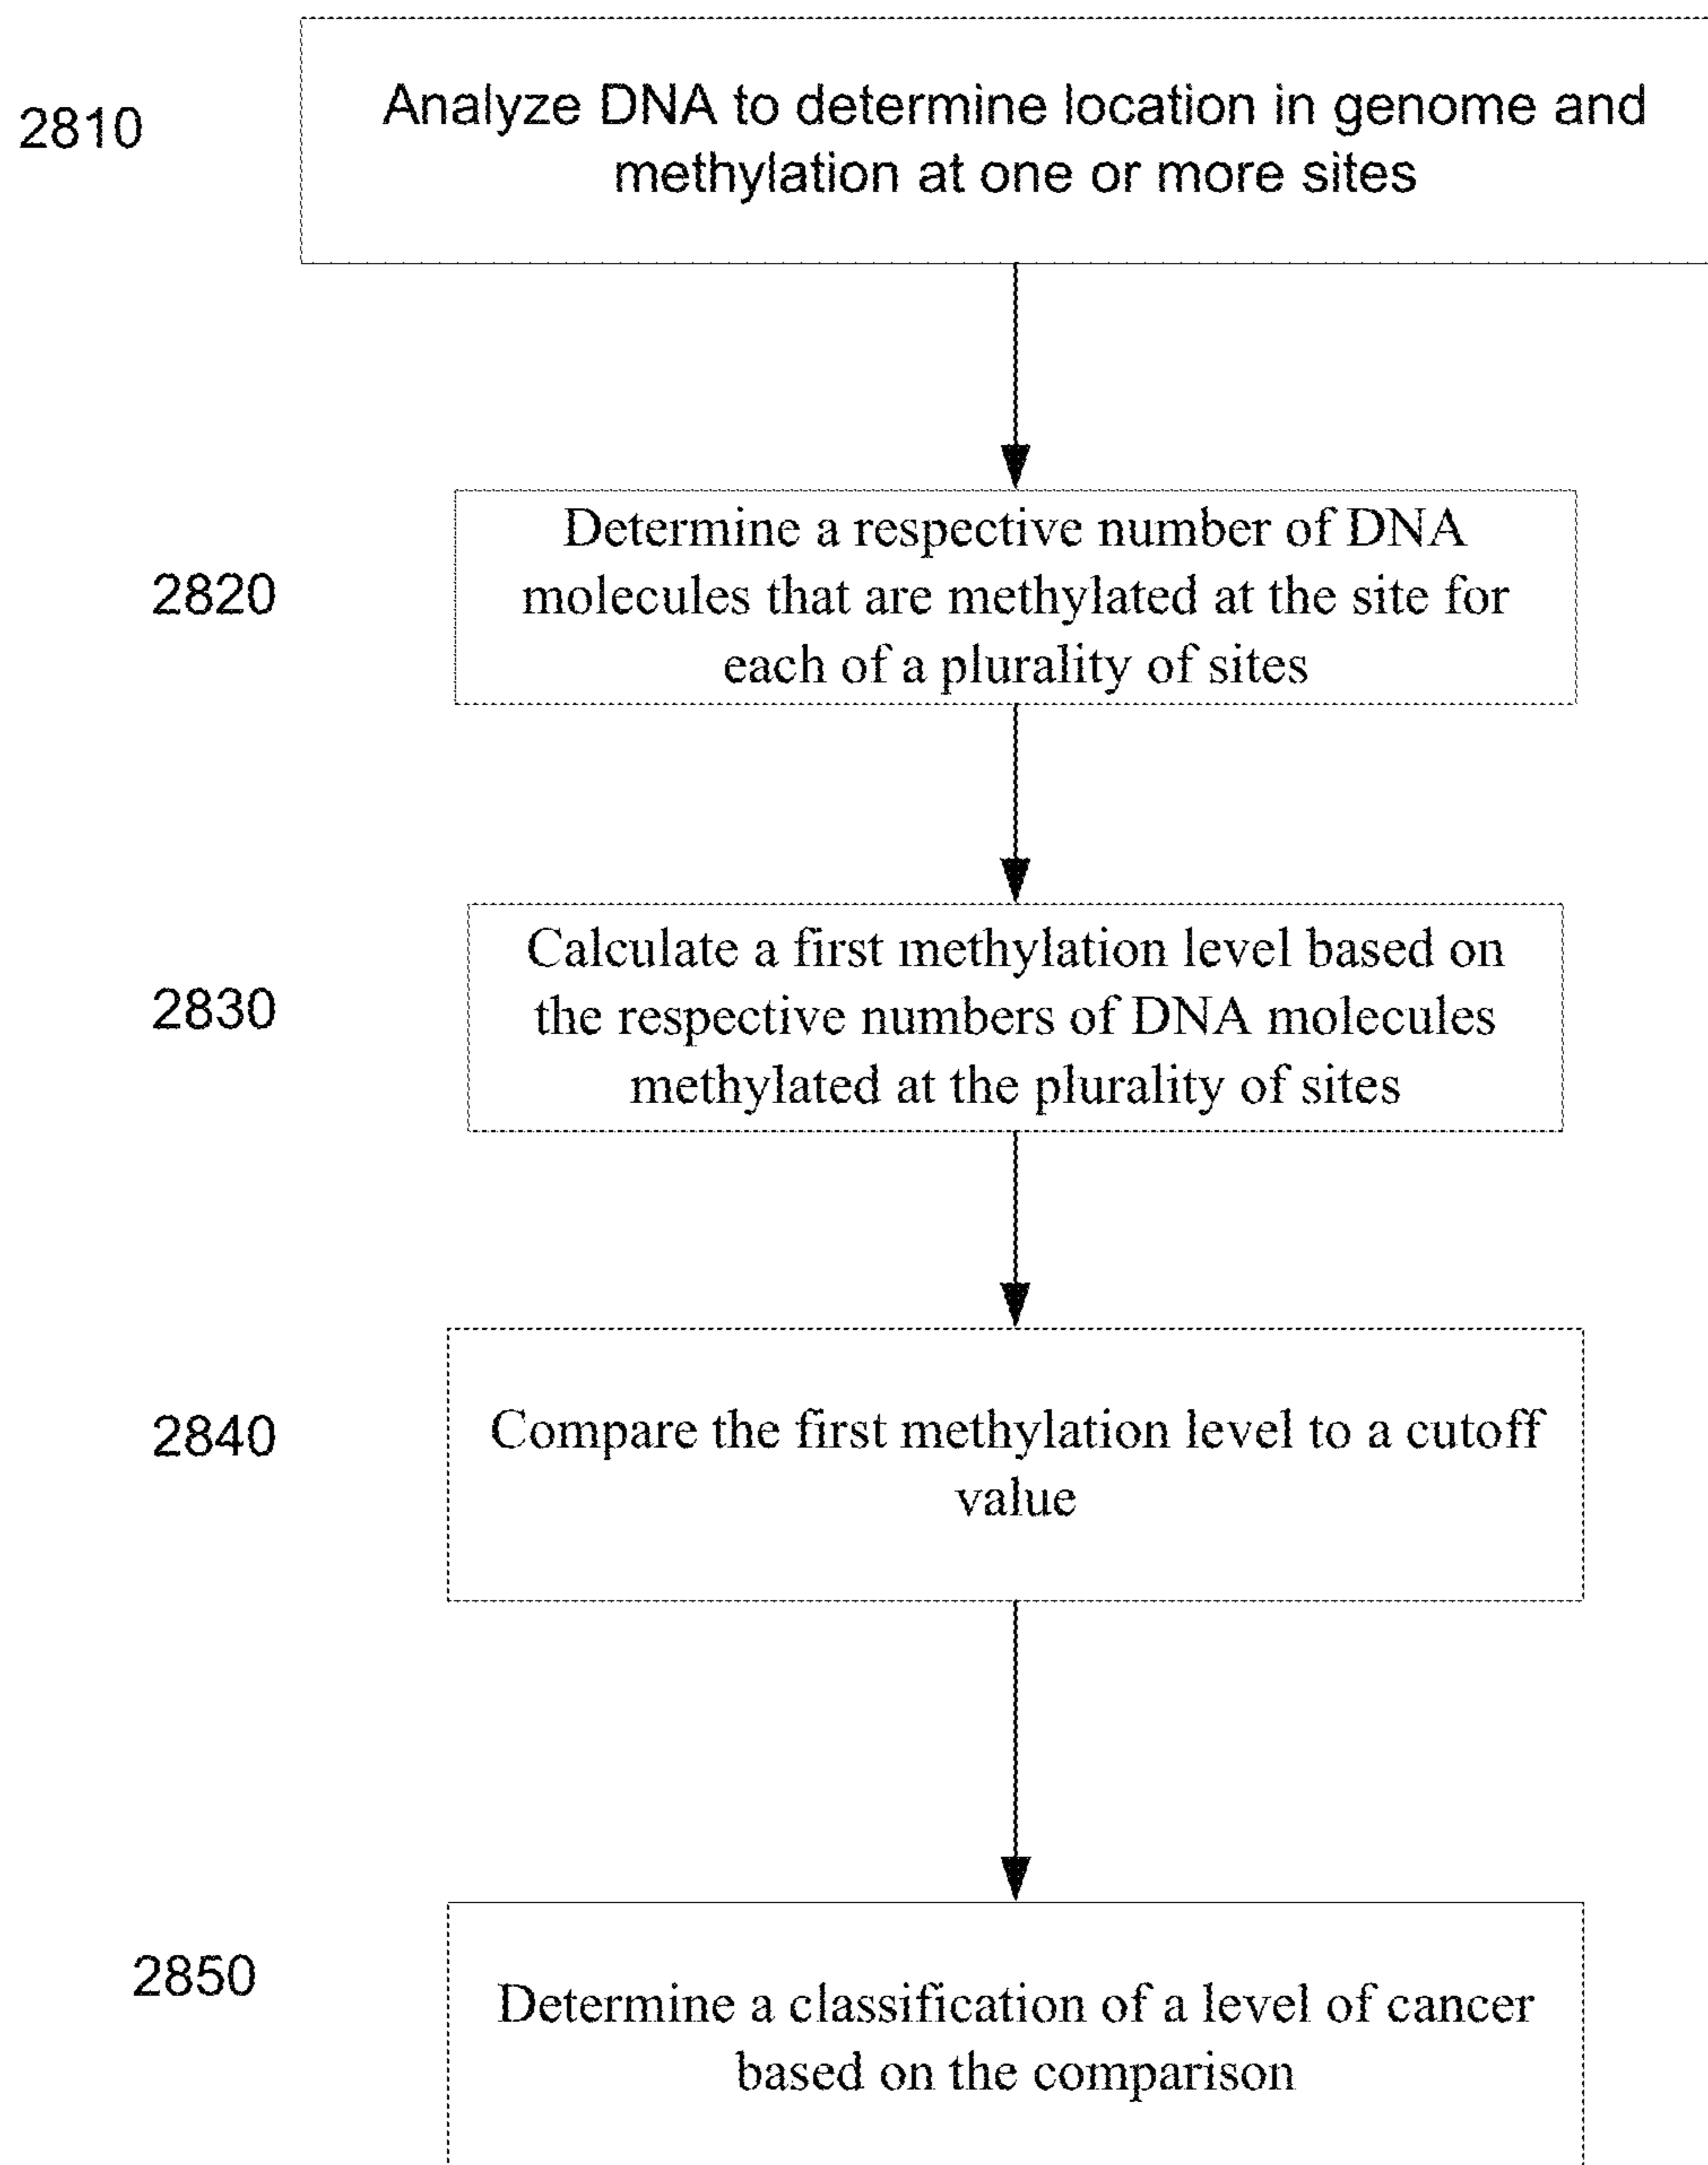 2810
Analyze DNA to determine location in genome and
methylation at one or more sites
2820
Determine a respective number of DNA
molecules that are methylated at the site for
each of a plurality of sites
2830
Calculate a first methylation level based on
the respective numbers of DNA molecules
methylated at the plurality of sites
2840
Compare the first methylation level to a cutoff
value
2850
Determine a classification of a level of cancer
based on the comparison